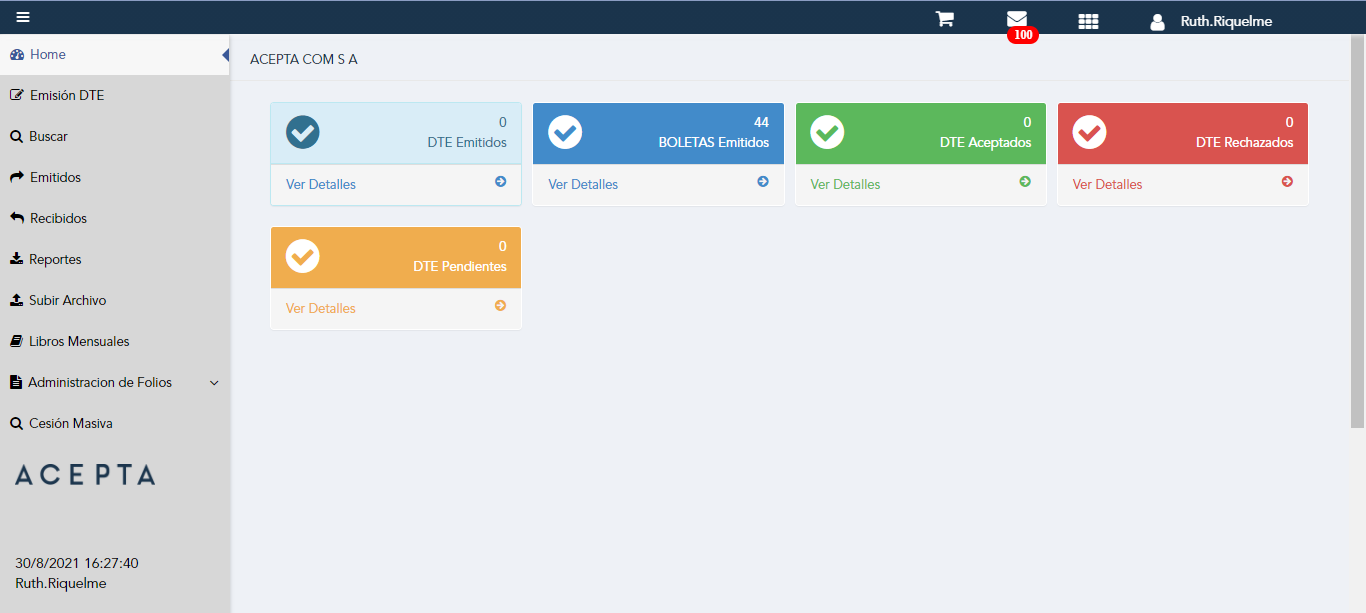 100
Ruth.Riquelme
Home
Emisión DTE
Buscar
Emitidos
Recibidos
Reportes
Subir Archivo
Libros Mensuales
Administracion de Folios
Cesión Masiva
ACEPTA
30/8/2021 16:27:40
Ruth.Riquelme
ACEPTA COM S A
0
DTE Emitidos
Ver Detalles
44
BOLETAS Emitidos
Ver Detalles
0
DTE Aceptados
Ver Detalles
0
DTE Rechazados
Ver Detalles
0
DTE Pendientes
Ver Detalles